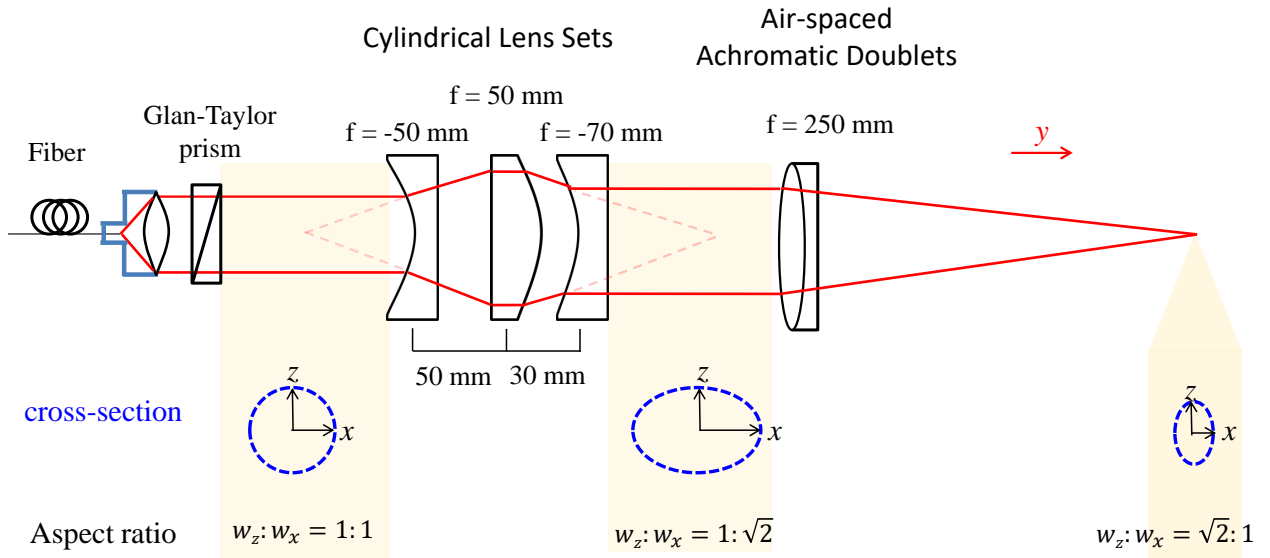 Cylindrical Lens Sets
Air-spaced
Achromatic Doublets
f = 50 mm
Glan-Taylor
prism
f = -50 mm
f = -70 mm
f = 250 mm
Fiber
y
50 mm
30 mm
z
x
z
x
z
x
cross-section
Aspect ratio
w_z: w_x = 1: 1
w_z: w_x = 1: √2
w_z: w_x = √2: 1